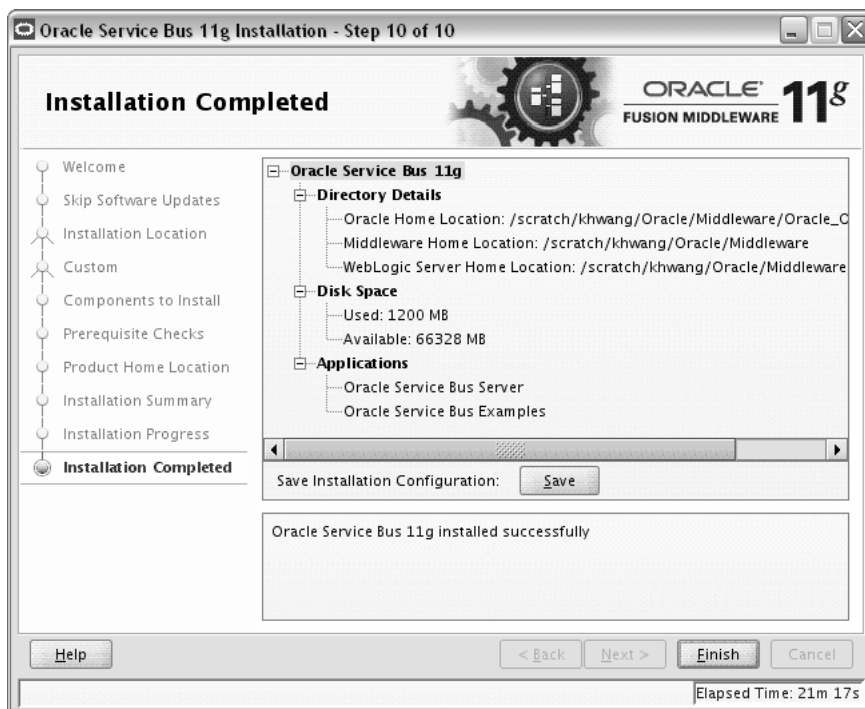 Oracle Service Bus 11g Installation - Step 10 of 10
Installation Completed
ORACLE
FUSION MIDDLEWARE
11g
Welcome
Skip Software Updates
Installation Location
Custom
Components to Install
Prerequisite Checks
Product Home Location
Installation Summary
Installation Progress
Installation Completed
Oracle Service Bus 11g
Directory Details
Oracle Home Location: /scratch/khwang/Oracle/Middleware/Oracle_O
Middleware Home Location: /scratch/khwang/Oracle/Middleware
WebLogic Server Home Location: /scratch/khwang/Oracle/Middleware
Disk Space
Used: 1200 MB
Available: 66328 MB
Applications
Oracle Service Bus Server
Oracle Service Bus Examples
Save Installation Configuration: Save
Oracle Service Bus 11g installed successfully
Help < Back Next > Finish Cancel
Elapsed Time: 21m 17s